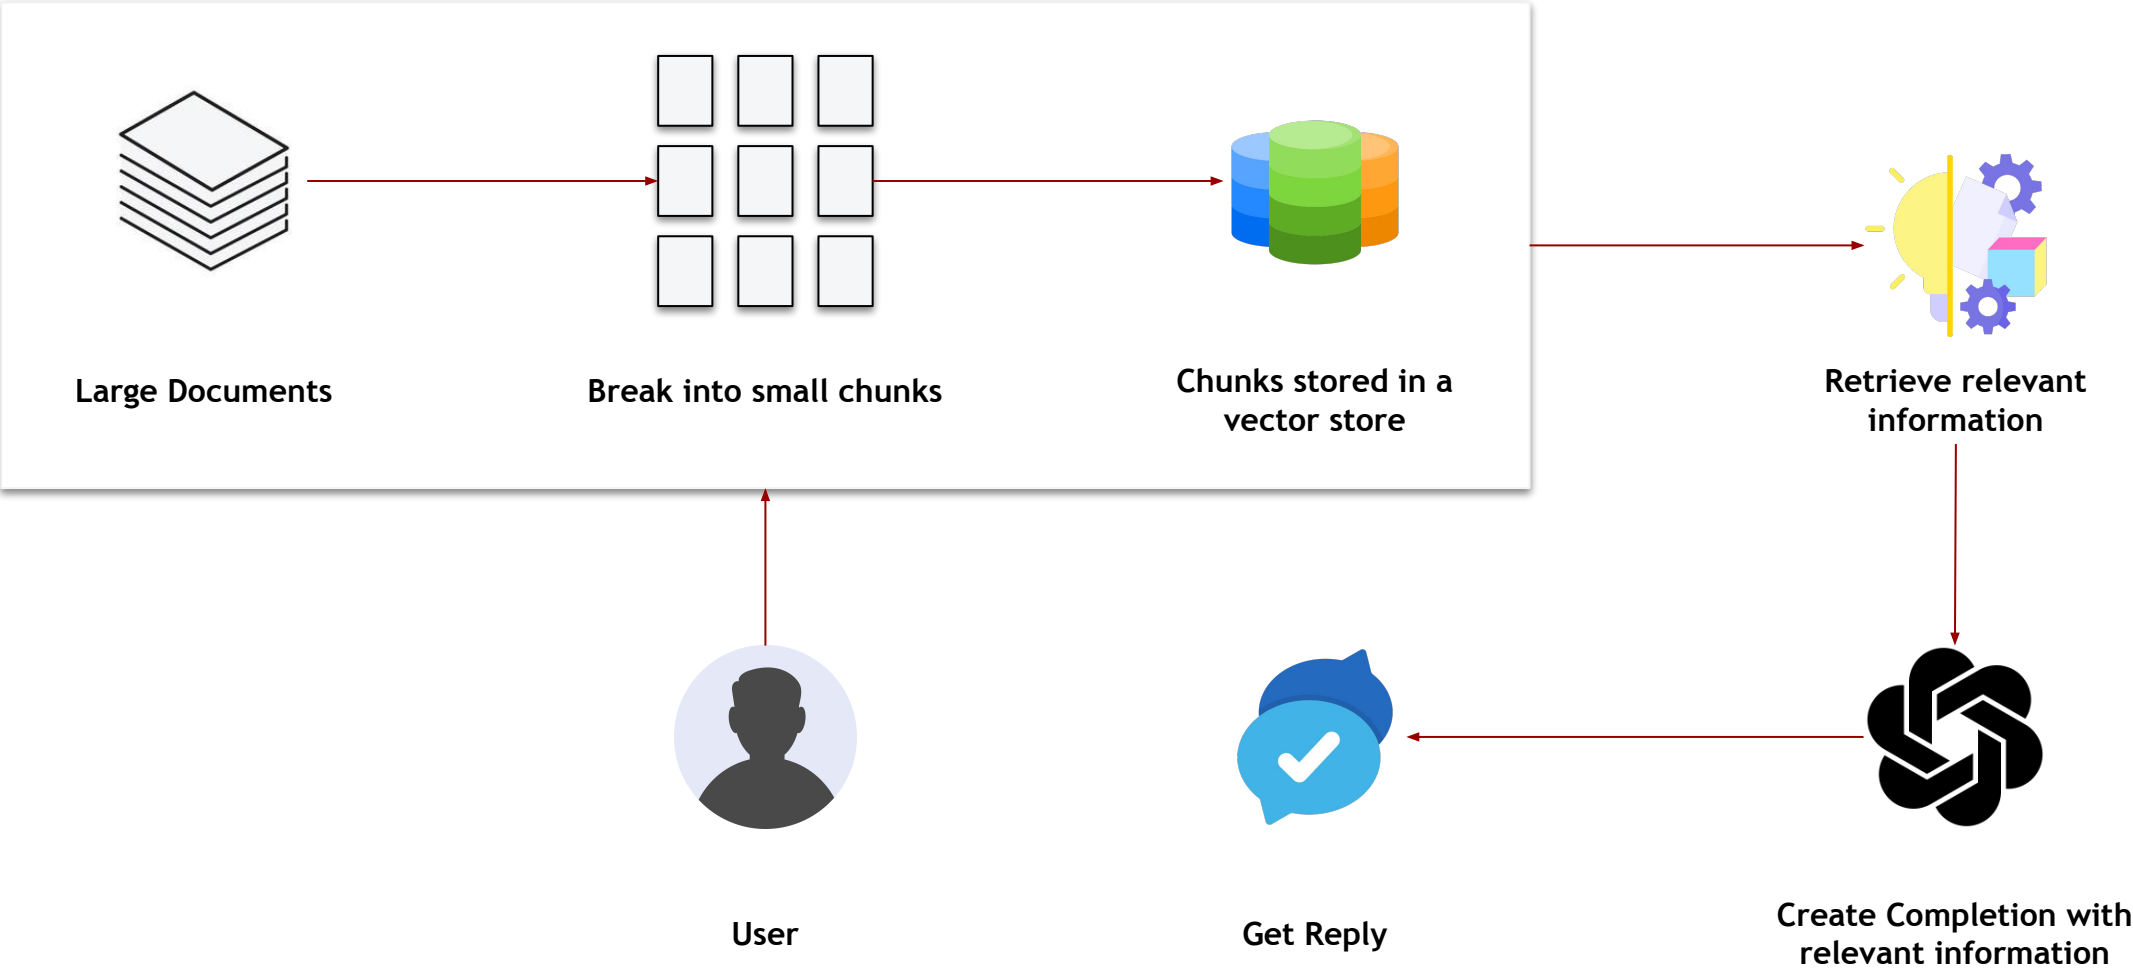 Large Documents
Break into small chunks
Chunks stored in a
vector store
Retrieve relevant
information
User
Get Reply
Create Completion with
relevant information